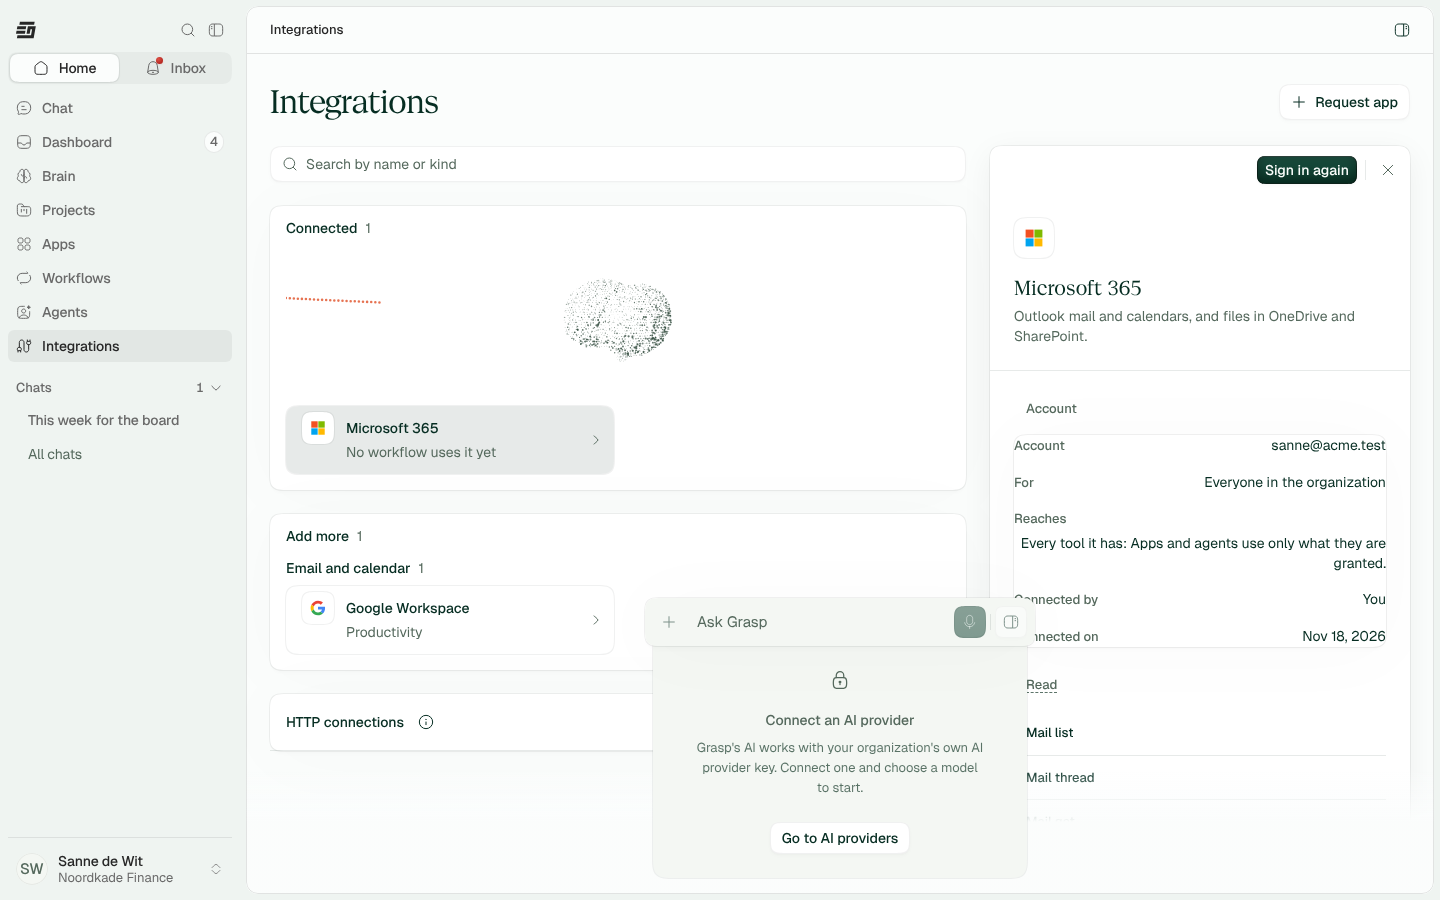 Home
Inbox
Chat
Dashboard
4
Brain
Projects
Apps
Workflows
Agents
Integrations
Chats
1
This week for the board
All chats
SW
Sanne de Wit
Noordkade Finance
Integrations
Integrations
Request app
Search by name or kind
Connected 1
Microsoft 365
No workflow uses it yet
Add more 1
Email and calendar 1
Google Workspace
Productivity
HTTP connections
Sign in again
Microsoft 365
Outlook mail and calendars, and files in OneDrive and
SharePoint.
Account
Account
sanne@acme.test
For
Everyone in the organization
Reaches
Every tool it has: Apps and agents use only what they are
granted.
Connected by
You
nnected on
Nov 18, 2026
Read
Mail list
Mail thread
Ask Grasp
Connect an AI provider
Grasp's AI works with your organization's own AI
provider key. Connect one and choose a model
to start.
Go to AI providers